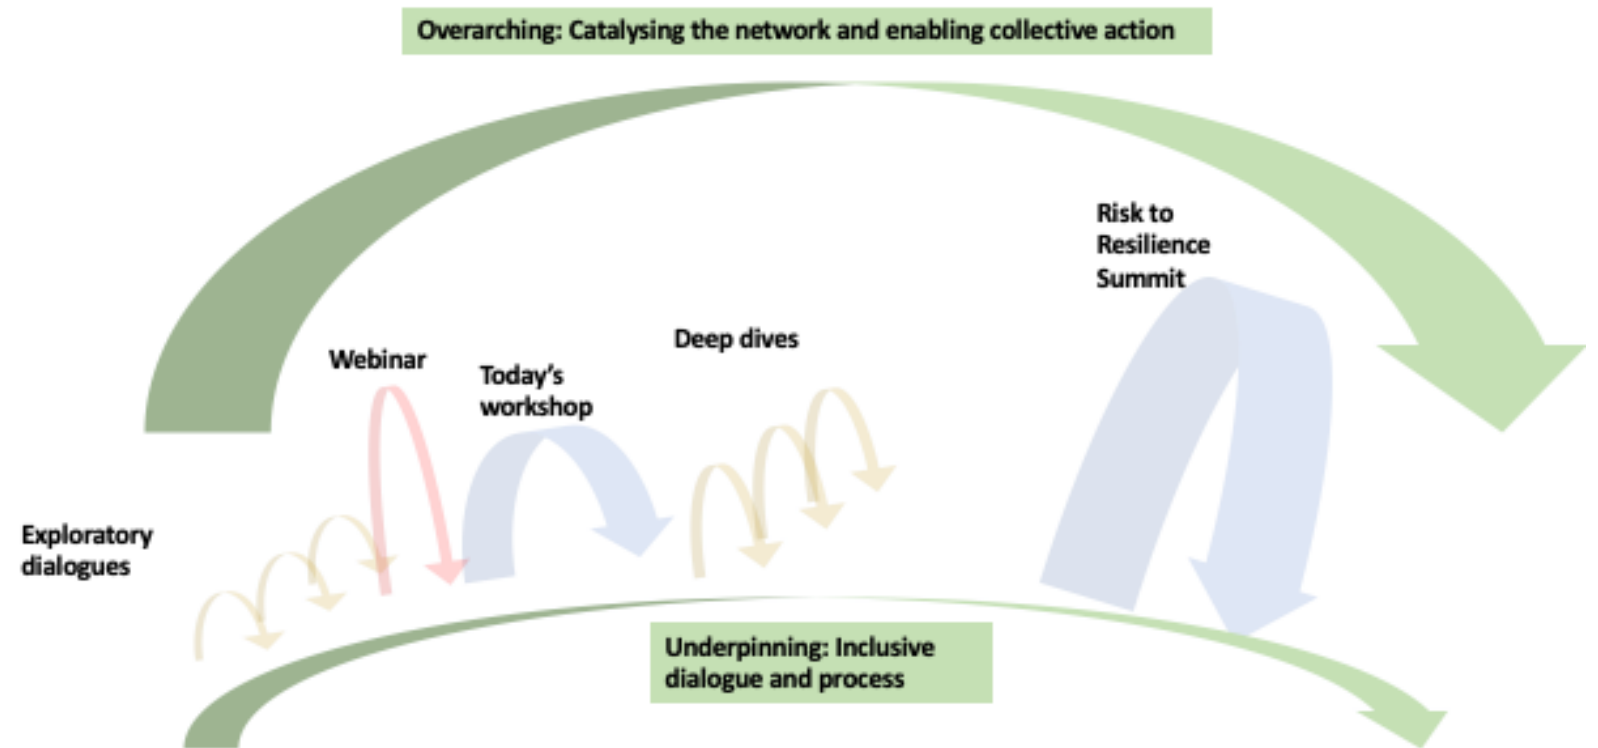 Overarching: Catalysing the network and enabling collective action
Risk to
Resilience
Summit
Deep dives
Webinar
Today’s
workshop
Exploratory
dialogues
Underpinning: Inclusive
dialogue and process